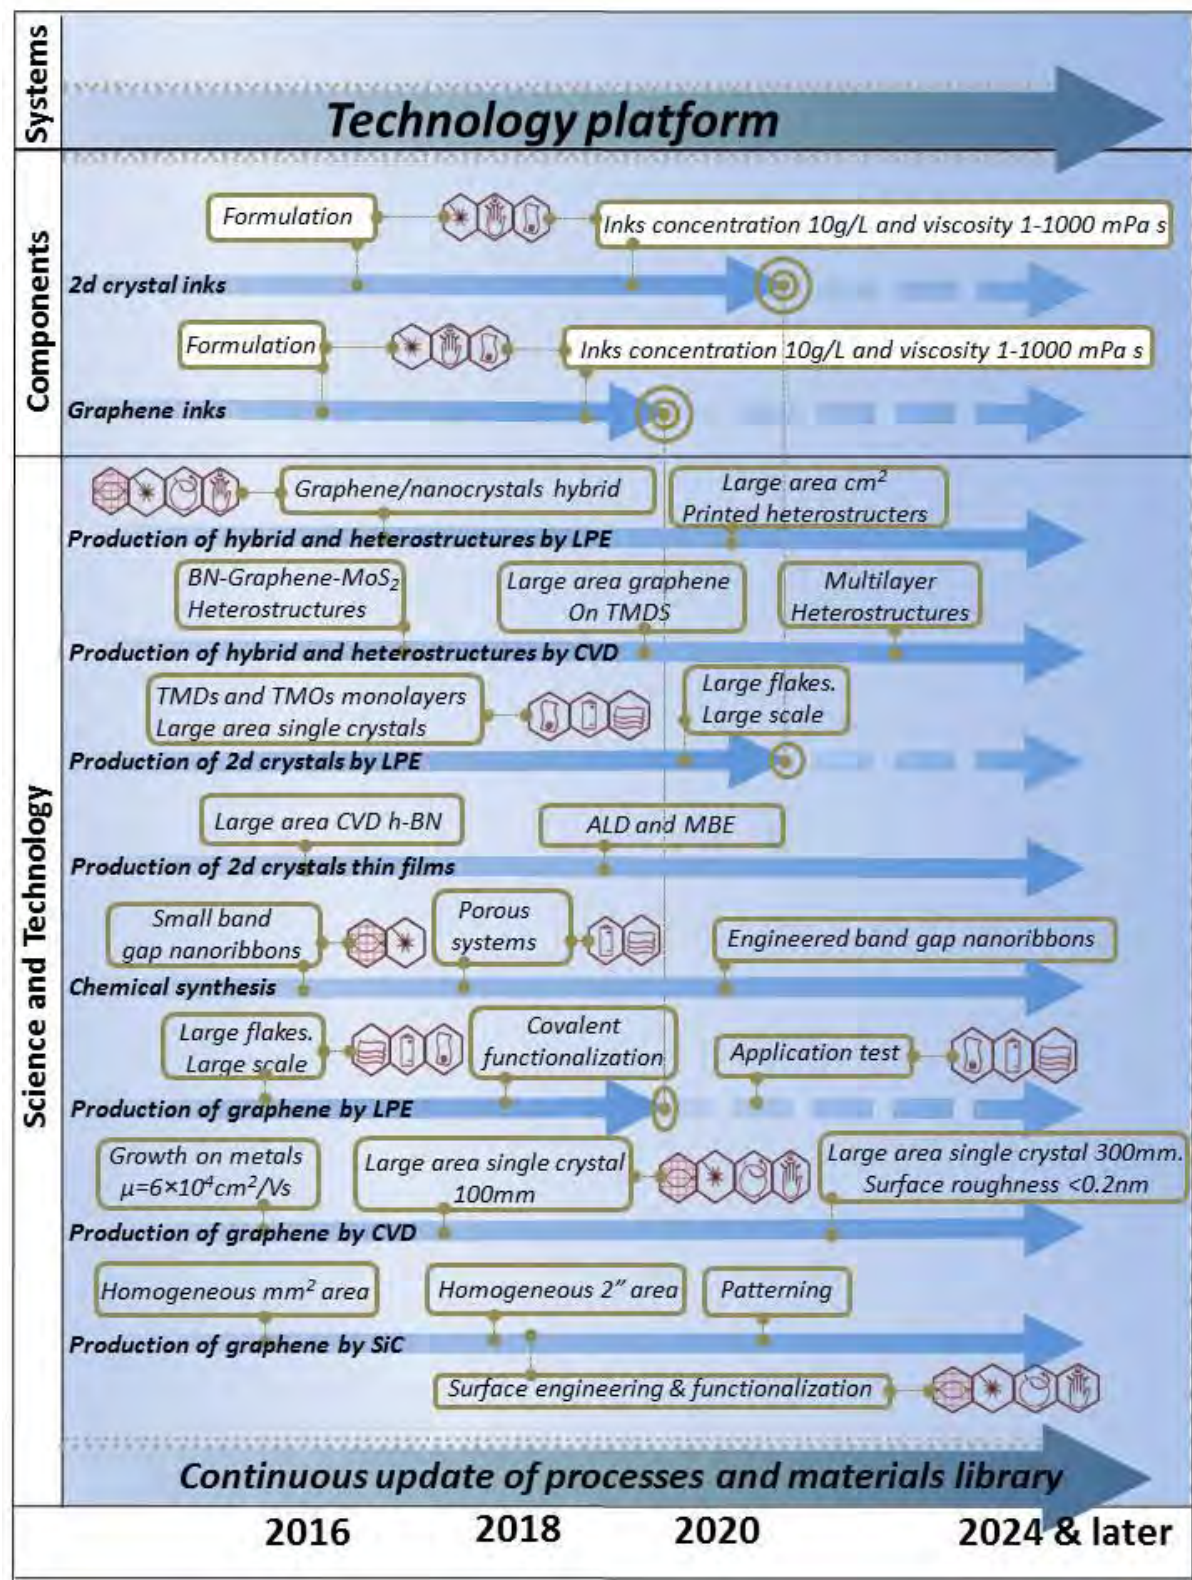 Systems
Technology platform
Components
Formulation
Inks concentration 10g/L and viscosity 1-1000 mPa s
2d crystal inks
Formulation
Inks concentration 10g/L and viscosity 1-1000 mPa s
Graphene inks
Science and Technology
Graphene/nanocrystals hybrid
Large area cm²
Printed heterostructers
Production of hybrid and heterostructures by LPE
BN-Graphene-MoS₂
Heterostructures
Large area graphene
On TMDS
Multilayer
Heterostructures
Production of hybrid and heterostructures by CVD
TMDs and TMOs monolayers
Large area single crystals
Large flakes.
Large scale
Production of 2d crystals by LPE
Large area CVD h-BN
ALD and MBE
Production of 2d crystals thin films
Small band
gap nanoribbons
Porous
systems
Engineered band gap nanoribbons
Chemical synthesis
Large flakes.
Large scale
Covalent
functionalization
Application test
Production of graphene by LPE
Growth on metals
μ=6×10⁴cm²/Vs
Large area single crystal
100mm
Large area single crystal 300mm.
Surface roughness <0.2nm
Production of graphene by CVD
Homogeneous mm² area
Homogeneous 2″ area
Patterning
Production of graphene by SiC
Surface engineering & functionalization
Continuous update of processes and materials library
2016
2018
2020
2024 & later